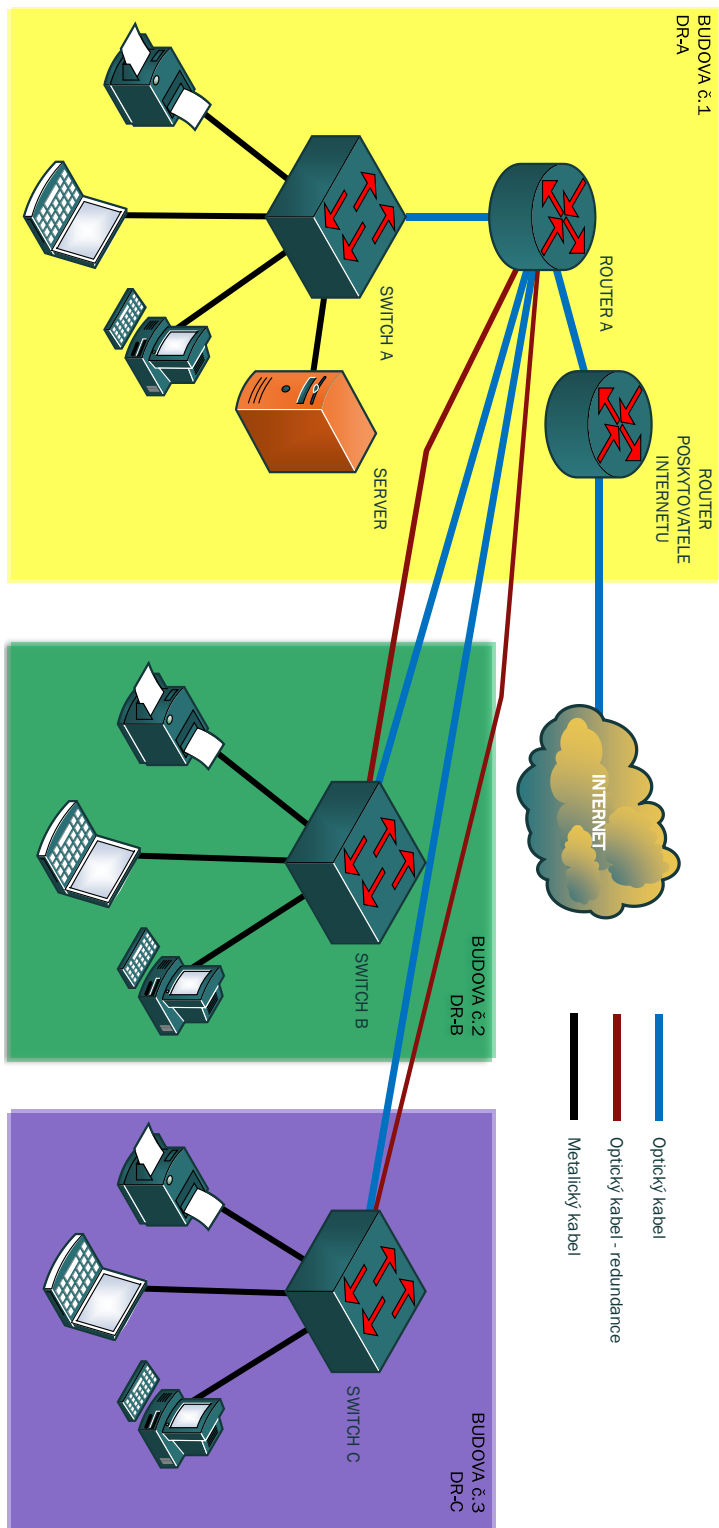 BUDOVA č.1
DR-A
ROUTER A
ROUTER
POSKYTOVATELE
INTERNETU
SWITCH A
SERVER
INTERNET
BUDOVA č.2
DR-B
SWITCH B
Optický kabel
Optický kabel - redundance
Metalický kabel
BUDOVA č.3
DR-C
SWITCH C